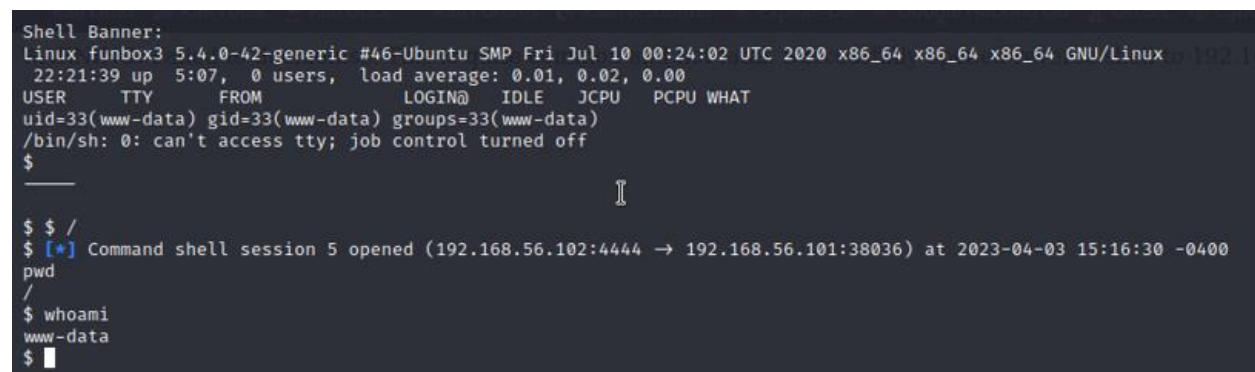 Shell Banner:
Linux funbox3 5.4.0-42-generic #46-Ubuntu SMP Fri Jul 10 00:24:02 UTC 2020 x86_64 x86_64 x86_64 GNU/Linux
 22:21:39 up  5:07,  0 users,  load average: 0.01, 0.02, 0.00
USER     TTY      FROM             LOGIN@   IDLE   JCPU   PCPU WHAT
uid=33(www-data) gid=33(www-data) groups=33(www-data)
/bin/sh: 0: can't access tty; job control turned off
$
-----
$ $ /
$ [*] Command shell session 5 opened (192.168.56.102:4444 → 192.168.56.101:38036) at 2023-04-03 15:16:30 -0400
pwd
/
$ whoami
www-data
$